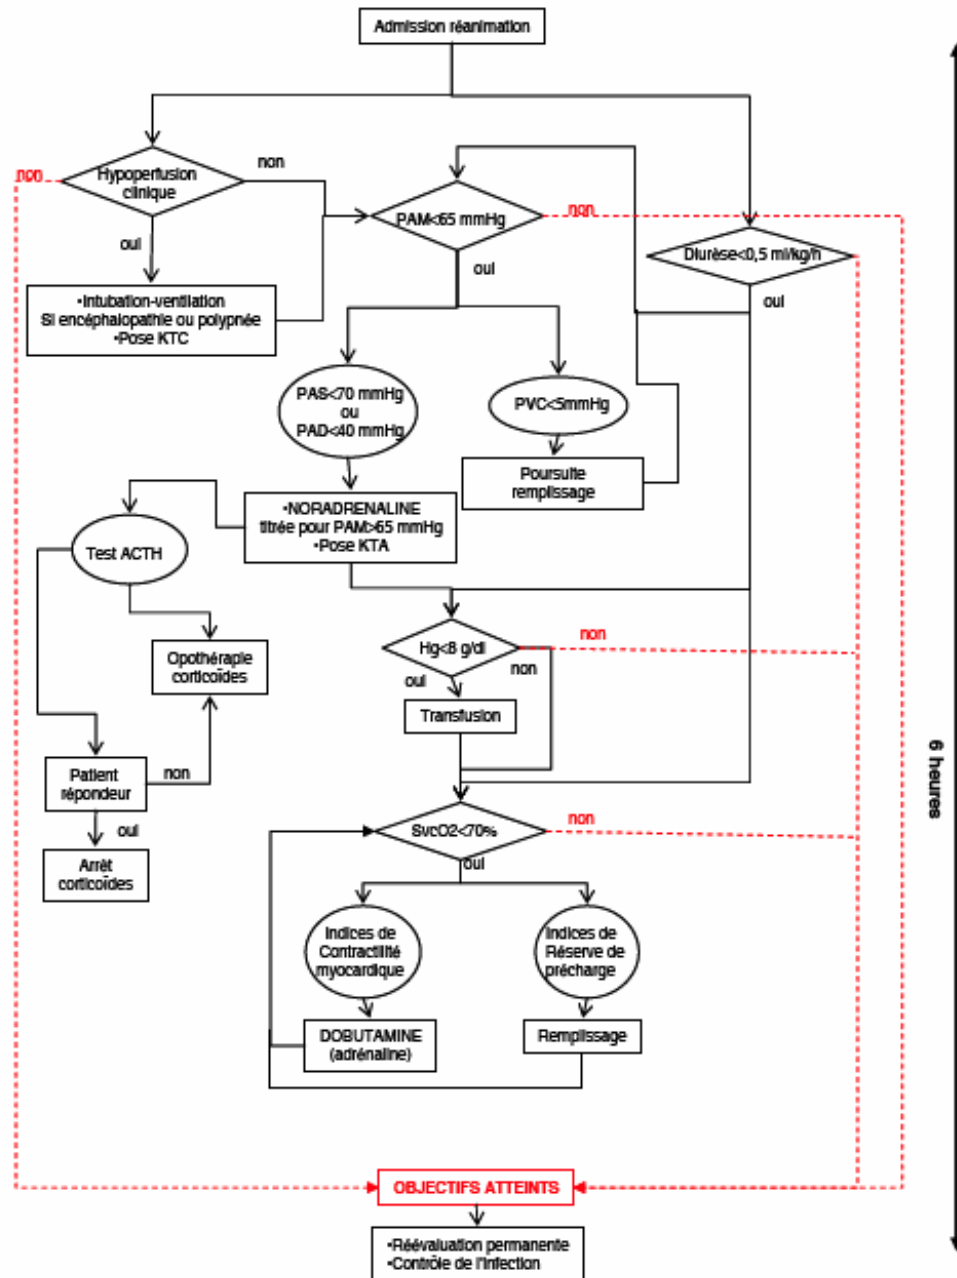 Admission réanimation
non
Hypoperfusion
clinique
non
PAM<65 mmHg
non
Diurèse<0,5 ml/kg/h
oui
oui
oui
•Intubation-ventilation
Si encéphalopathie ou polypnée
•Pose KTC
PAS<70 mmHg
ou
PAD<40 mmHg
PVC<5mmHg
Poursuite
remplissage
•NORADRENALINE
titrée pour PAM>65 mmHg
•Pose KTA
Test ACTH
Hg<8 g/dl
non
oui
non
Opothérapie
corticoïdes
Transfusion
Patient
répondeur
non
oui
Arrêt
corticoïdes
SvcO2<70%
non
oui
Indices de
Contractilité
myocardique
Indices de
Réserve de
précharge
DOBUTAMINE
(adrénaline)
Remplissage
6 heures
OBJECTIFS ATTEINTS
•Réévaluation permanente
•Contrôle de l'infection